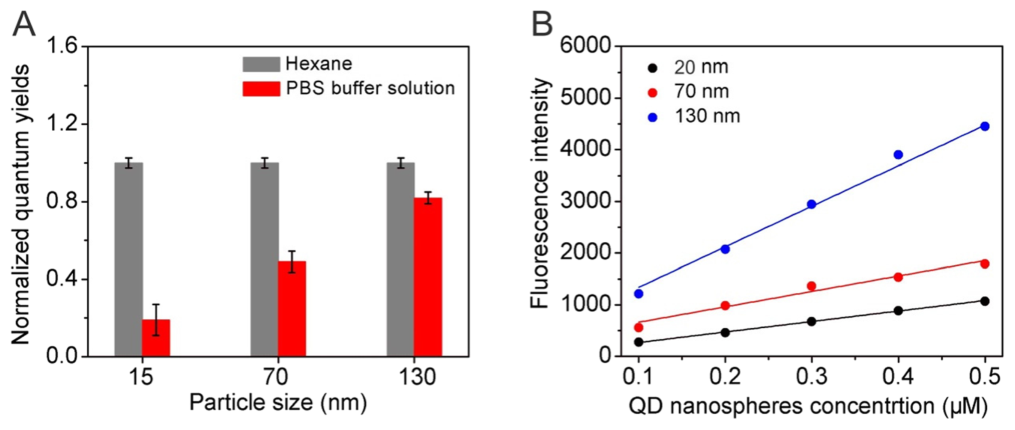 A
Normalized quantum yields
1.6
1.2
0.8
0.4
0.0
Hexane
PBS buffer solution
15
70
130
Particle size (nm)
B
Fluorescence intensity
6000
5000
4000
3000
2000
1000
0
20 nm
70 nm
130 nm
0.1
0.2
0.3
0.4
0.5
QD nanospheres concentrtion (µM)